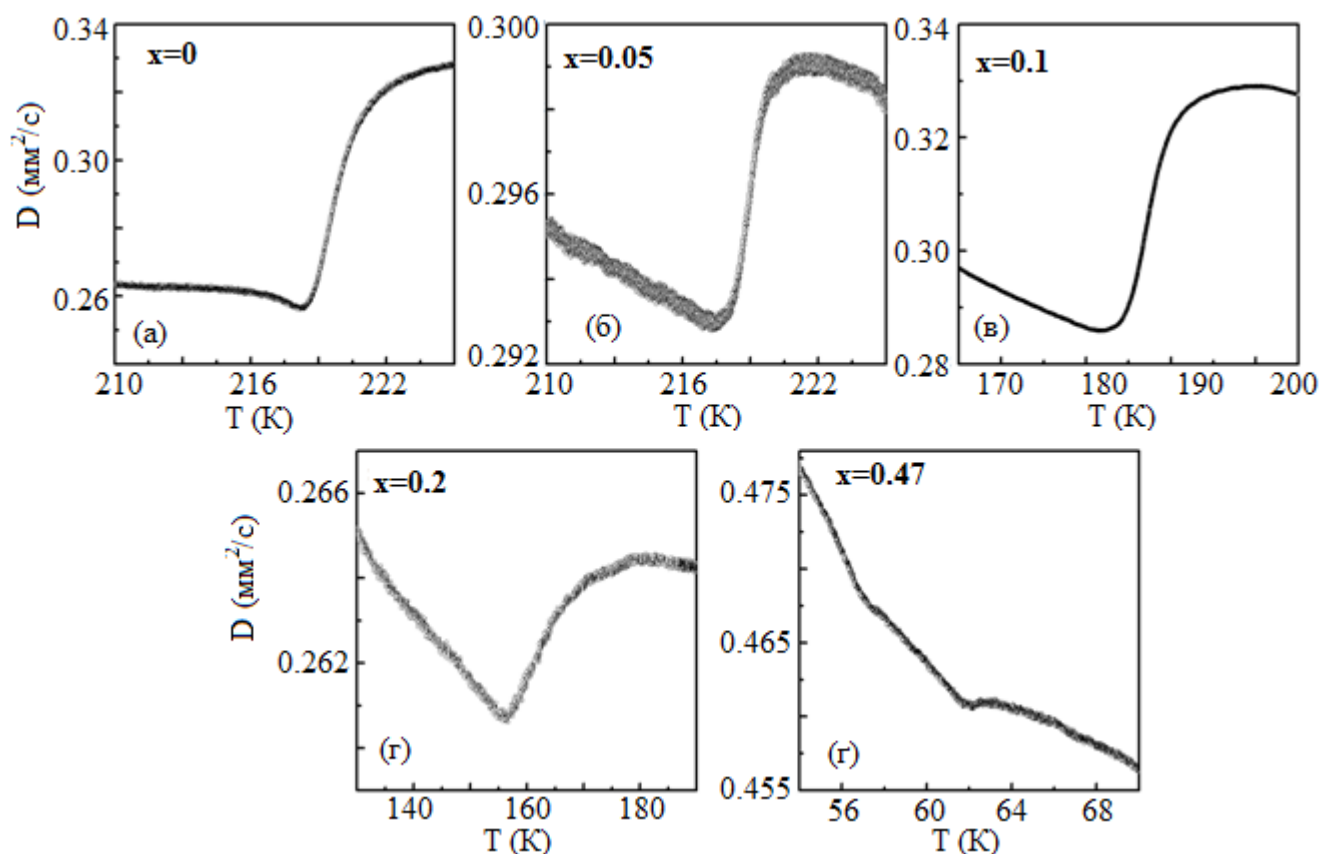 x=0
D (мм²/с)
0.34
0.30
0.26
(а)
210 216 222
T (К)
x=0.05
0.300
0.296
0.292
(б)
210 216 222
T (К)
x=0.1
0.34
0.32
0.30
0.28
(в)
170 180 190 200
T (К)
x=0.2
D (мм²/с)
0.266
0.262
(г)
140 160 180
T (К)
x=0.47
0.475
0.465
0.455
(ґ)
56 60 64 68
T (К)